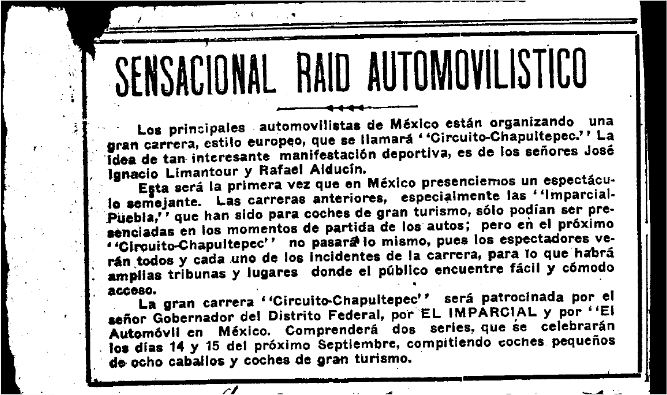 SENSACIONAL RAID AUTOMOVILISTICO
Los principales automovilistas de México están organizando una
gran carrera, estilo europeo, que se llamará "Circuito-Chapultepec." La
idea de tan interesante manifestación deportiva, es de los señores José
Ignacio Limantour y Rafael Alducin.
Esta será la primera vez que en México presenciemos un espectácu-
lo semejante. Las carreras anteriores, especialmente las "Imparcial-
Puebla," que han sido para coches de gran turismo, sólo podían ser pre-
senciadas en los momentos de partida de los autos; pero en el próximo
"Circuito-Chapultepec" no pasará lo mismo, pues los espectadores ve-
rán todos y cada uno de los incidentes de la carrera, para lo que habrá
amplias tribunas y lugares donde el público encuentre fácil y cómodo
acceso.
La gran carrera "Circuito-Chapultepec" será patrocinada por el
señor Gobernador del Distrito Federal, por EL IMPARCIAL y por "El
Automóvil en México. Comprenderá dos series, que se celebrarán
los días 14 y 15 del próximo Septiembre, compitiendo coches pequeños
de ocho caballos y coches de gran turismo.